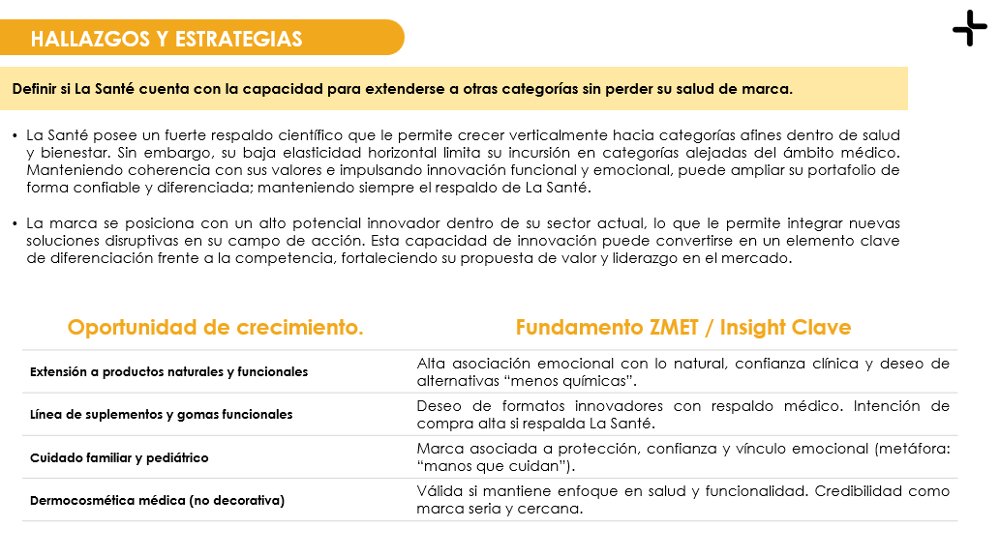 HALLAZGOS Y ESTRATEGIAS
Definir si La Santé cuenta con la capacidad para extenderse a otras categorías sin perder su salud de marca.
• La Santé posee un fuerte respaldo científico que le permite crecer verticalmente hacia categorías afines dentro de salud
y bienestar. Sin embargo, su baja elasticidad horizontal limita su incursión en categorías alejadas del ámbito médico.
Manteniendo coherencia con sus valores e impulsando innovación funcional y emocional, puede ampliar su portafolio de
forma confiable y diferenciada; manteniendo siempre el respaldo de La Santé.
• La marca se posiciona con un alto potencial innovador dentro de su sector actual, lo que le permite integrar nuevas
soluciones disruptivas en su campo de acción. Esta capacidad de innovación puede convertirse en un elemento clave
de diferenciación frente a la competencia, fortaleciendo su propuesta de valor y liderazgo en el mercado.
Oportunidad de crecimiento.
Fundamento ZMET / Insight Clave
Extensión a productos naturales y funcionales
Alta asociación emocional con lo natural, confianza clínica y deseo de
alternativas “menos químicas”.
Línea de suplementos y gomas funcionales
Deseo de formatos innovadores con respaldo médico. Intención de
compra alta si respalda La Santé.
Cuidado familiar y pediátrico
Marca asociada a protección, confianza y vínculo emocional (metáfora:
“manos que cuidan”).
Dermocosmética médica (no decorativa)
Válida si mantiene enfoque en salud y funcionalidad. Credibilidad como
marca seria y cercana.